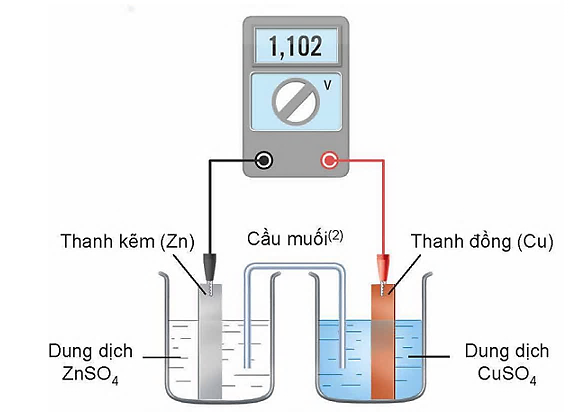 1,102
V
Thanh kẽm (Zn)
Cầu muối⁽²⁾
Thanh đồng (Cu)
Dung dịch
ZnSO₄
Dung dịch
CuSO₄